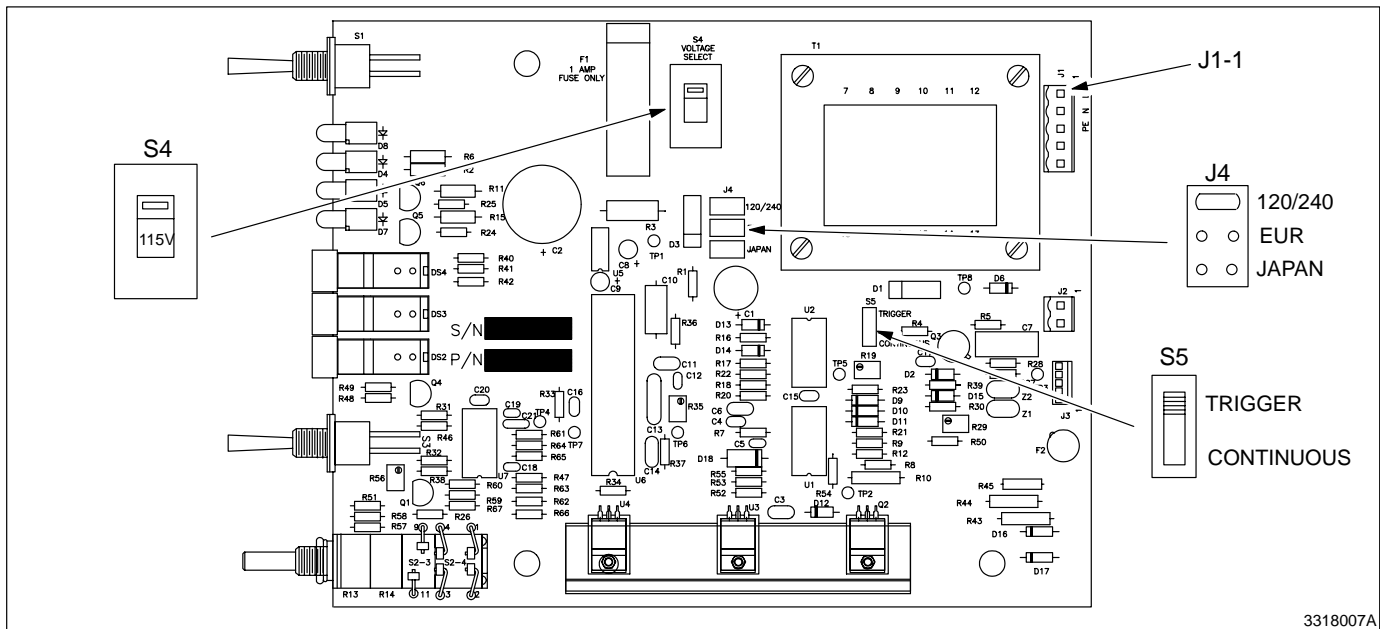 S1
F1
1 AMP
FUSE ONLY
S4
VOLTAGE
SELECT
T1
J1
1
PE N L
7 8 9 10 11 12
J1-1
S4
115V
D8
D4
D5
D7
R6
R2
R11
R25
R15
R24
Q5
C2
+
R3
D3
J4
120/240
JAPAN
J4
120/240
EUR
JAPAN
TP1
C8
+
U5
+
C9
C10
R1
R36
DS4
DS3
DS2
R40
R41
R42
S/N
P/N
C1
+
D13
R16
D14
R17
R22
R18
R20
U2
D1
S5
TRIGGER
TP8
D6
R4
R5
C7
Q3
J2
1
S5
TRIGGER
CONTINUOUS
R49
R48
Q4
C20
C19
C21
R33
C16
TP4
TP7
C11
C12
R35
TP6
C13
C14
R37
C6
C4
R7
C5
C15
TP5
R19
R23
D9
D10
D11
R21
R9
R12
R8
R10
D2
R39
D15
R30
R29
R50
Z2
Z1
R28
J3
F2
R31
R46
S3
R32
R38
R56
Q1
R60
R59
R67
R26
U7
R61
R64
R65
C18
R47
R63
R62
R66
R34
U6
D18
R55
R53
R52
U1
R54
TP2
C3
D12
R45
R44
R43
D16
D17
R51
R58
R57
9 4 1
S2-3
S2-4
R13
R14
11 3 2
U4
U3
Q2
3318007A